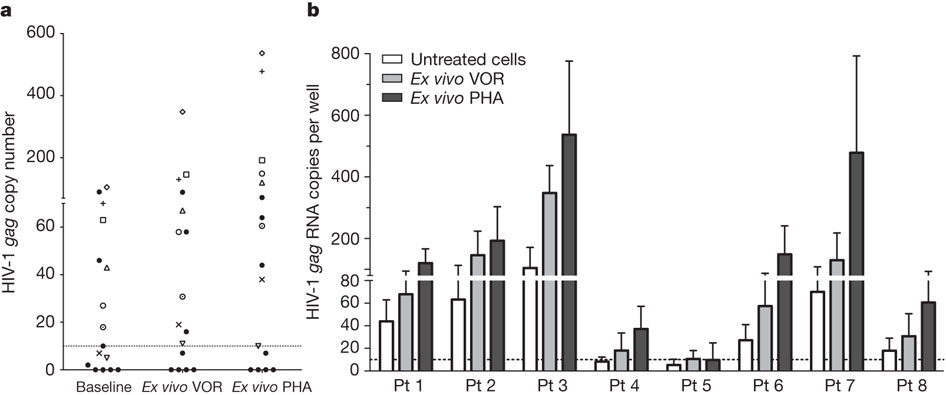 a
HIV-1 gag copy number
600
400
200
60
40
20
0
Baseline
Ex vivo VOR
Ex vivo PHA
b
HIV-1 gag RNA copies per well
800
600
400
200
80
60
40
20
0
Untreated cells
Ex vivo VOR
Ex vivo PHA
Pt 1
Pt 2
Pt 3
Pt 4
Pt 5
Pt 6
Pt 7
Pt 8